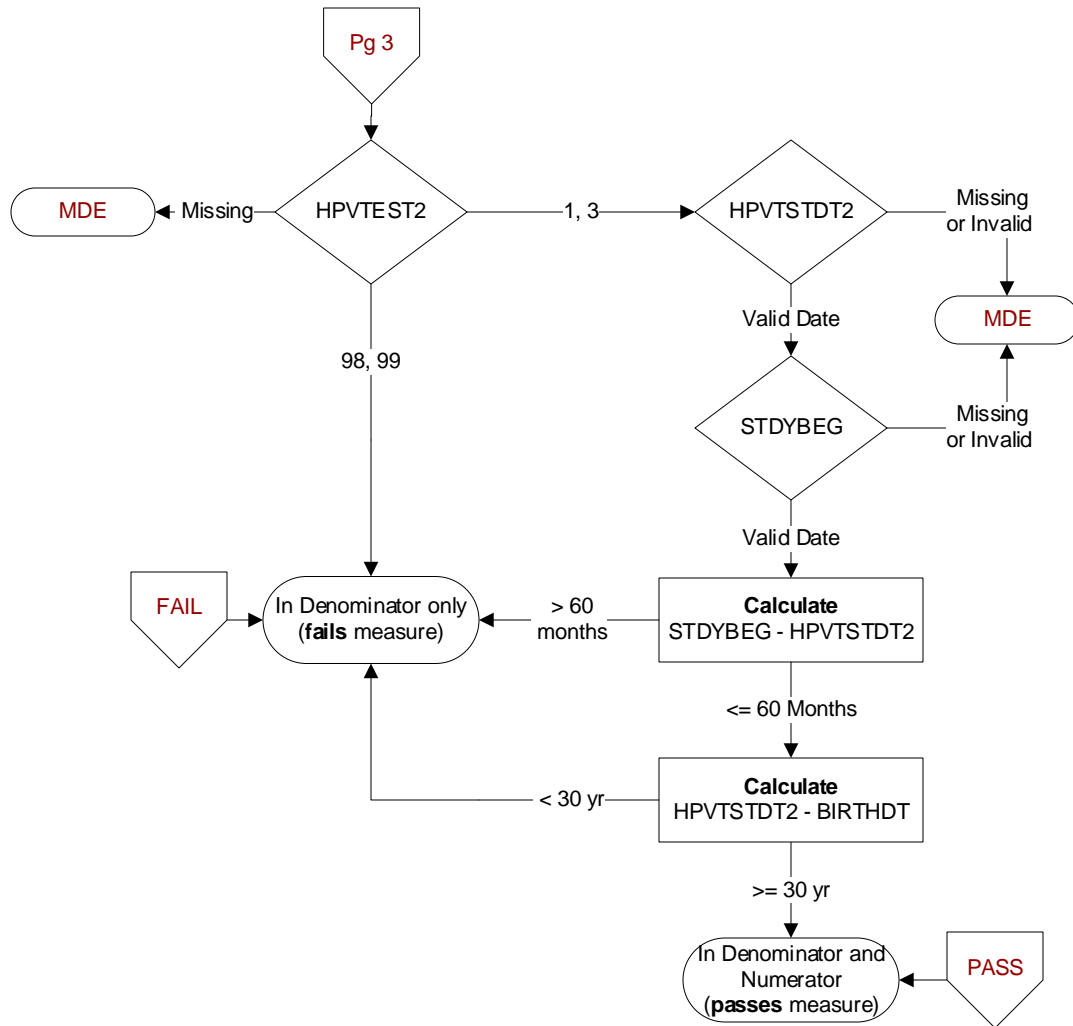 Pg 3
HPVTEST2
Missing
MDE
1, 3
HPVTSTDT2
Missing
or Invalid
MDE
Valid Date
98, 99
STDYBEG
Missing
or Invalid
Valid Date
FAIL
In Denominator only
(fails measure)
> 60
months
Calculate
STDYBEG - HPVTSTDT2
<= 60 Months
< 30 yr
Calculate
HPVTSTDT2 - BIRTHDT
>= 30 yr
In Denominator and
Numerator
(passes measure)
PASS